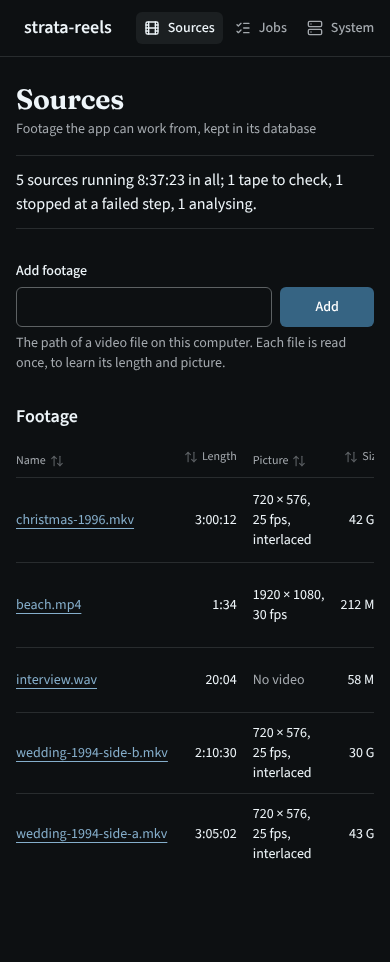 strata-reels
Sources
Jobs
System
Sources
Footage the app can work from, kept in its database
5 sources running 8:37:23 in all; 1 tape to check, 1
stopped at a failed step, 1 analysing.
Add footage
Add
The path of a video file on this computer. Each file is read
once, to learn its length and picture.
Footage
Name Length Picture
christmas-1996.mkv 3:00:12 720 × 576,
25 fps,
interlaced 42 G
beach.mp4 1:34 1920 × 1080,
30 fps 212 M
interview.wav 20:04 No video 58 M
wedding-1994-side-b.mkv 2:10:30 720 × 576,
25 fps,
interlaced 30 G
wedding-1994-side-a.mkv 3:05:02 720 × 576,
25 fps,
interlaced 43 G